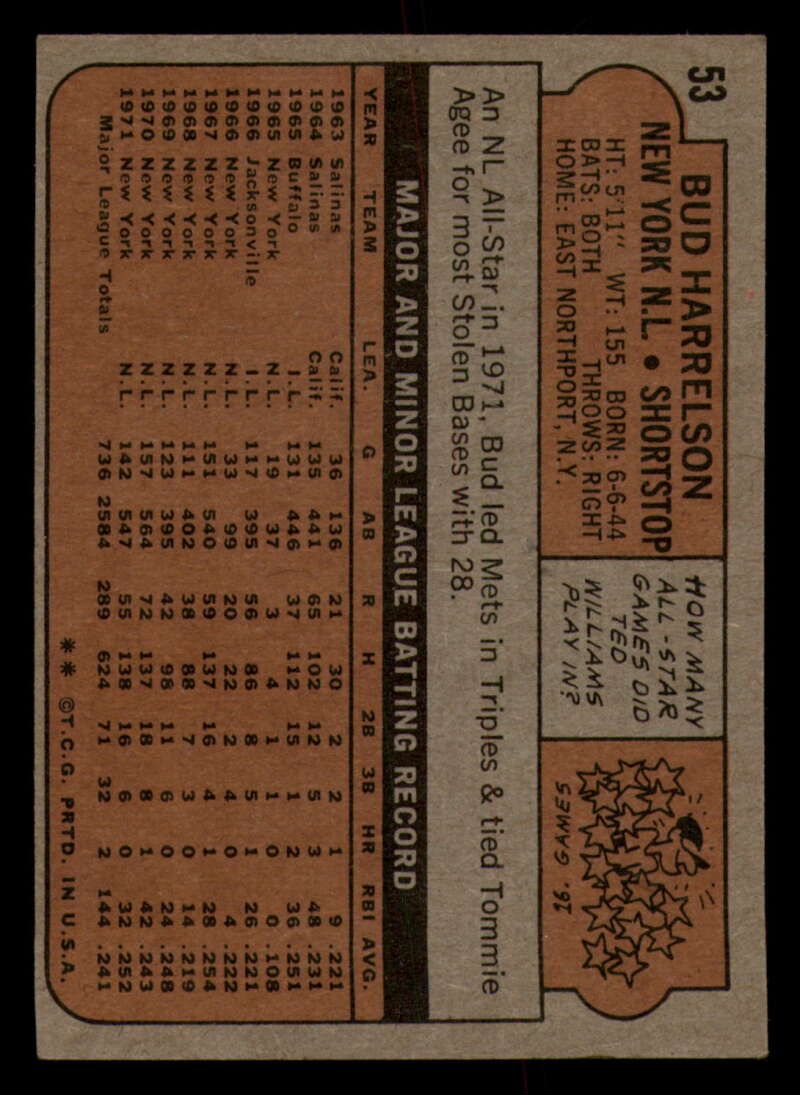 53
BUD HARRELSON
NEW YORK N.L. • SHORTSTOP
HT: 5'11" WT: 155 BORN: 6-6-44
BATS: BOTH THROWS: RIGHT
HOME: EAST NORTHPORT, N.Y.
HOW MANY
ALL-STAR
GAMES DID
TED
WILLIAMS
PLAY IN?
16 GAMES
An NL All-Star in 1971, Bud led Mets in Triples & tied Tommie
Agee for most Stolen Bases with 28.
MAJOR AND MINOR LEAGUE BATTING RECORD
YEAR TEAM LEA. G AB R H 2B 3B HR RBI AVG.
1963 Salinas Calif. 36 136 21 30 2 2 1 9 .221
1964 Salinas Calif. 135 441 65 102 12 5 3 48 .231
1965 Buffalo I.L. 131 446 37 112 15 1 2 36 .251
1965 New York N.L. 19 37 3 4 1 1 0 0 .108
1966 Jacksonville I.L. 117 395 56 86 8 5 1 26 .221
1966 New York N.L. 33 99 20 22 2 4 0 4 .222
1967 New York N.L. 151 540 59 137 16 4 1 28 .254
1968 New York N.L. 111 402 38 88 7 3 0 14 .219
1969 New York N.L. 123 395 42 98 11 6 0 24 .248
1970 New York N.L. 157 564 72 137 18 8 1 42 .243
1971 New York N.L. 142 547 55 138 16 6 0 32 .252
Major League Totals 736 2584 289 624 71 32 2 144 .241
** ©T.C.G. PRTD. IN U.S.A.